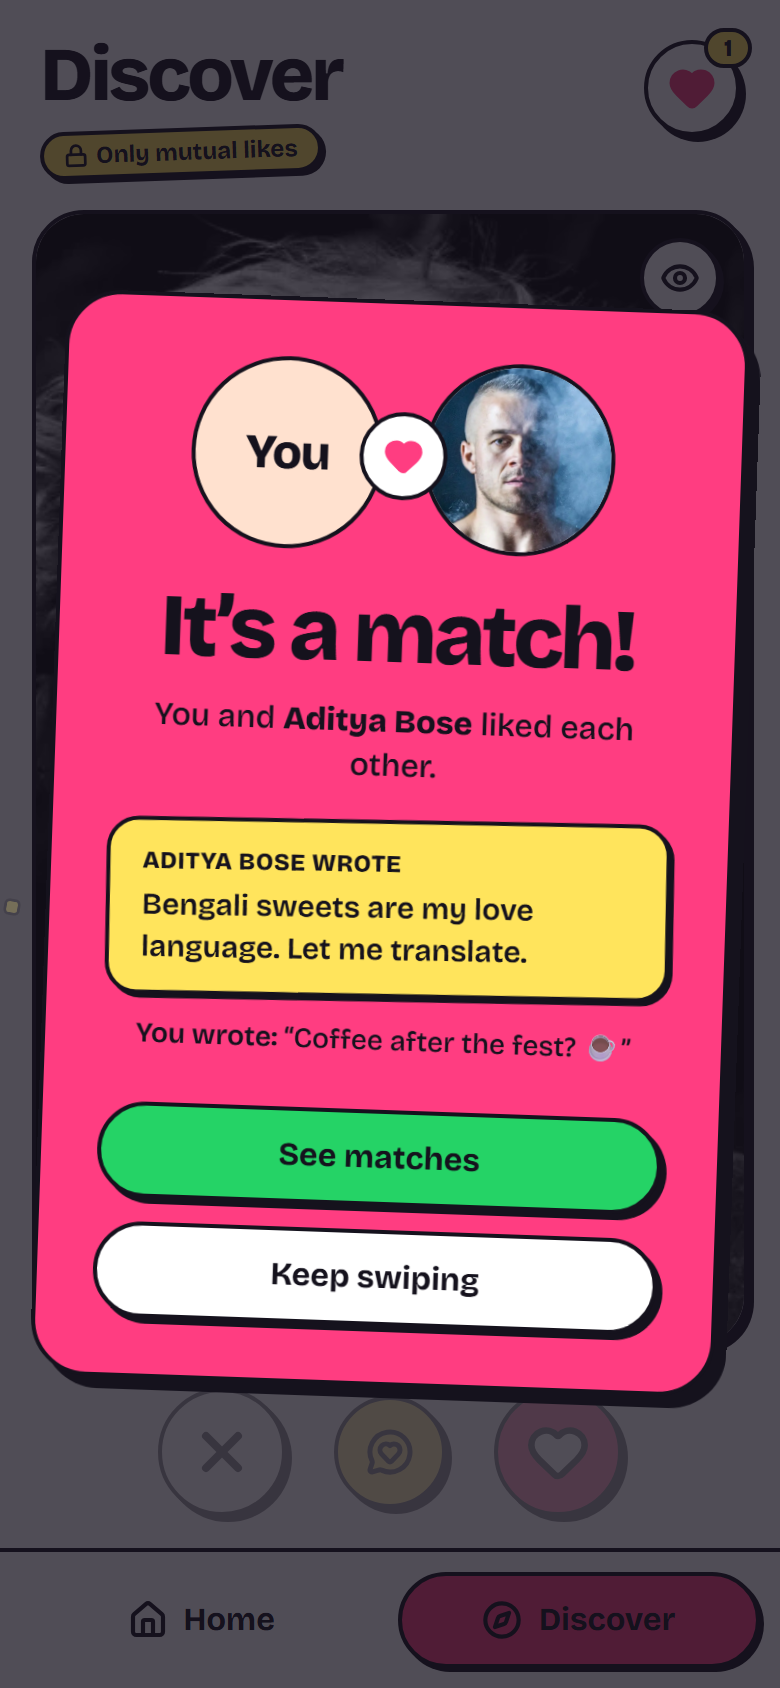 Discover
1
Only mutual likes
You
It's a match!
You and Aditya Bose liked each
other.
ADITYA BOSE WROTE
Bengali sweets are my love
language. Let me translate.
You wrote: “Coffee after the fest? ☕”
See matches
Keep swiping
Home
Discover